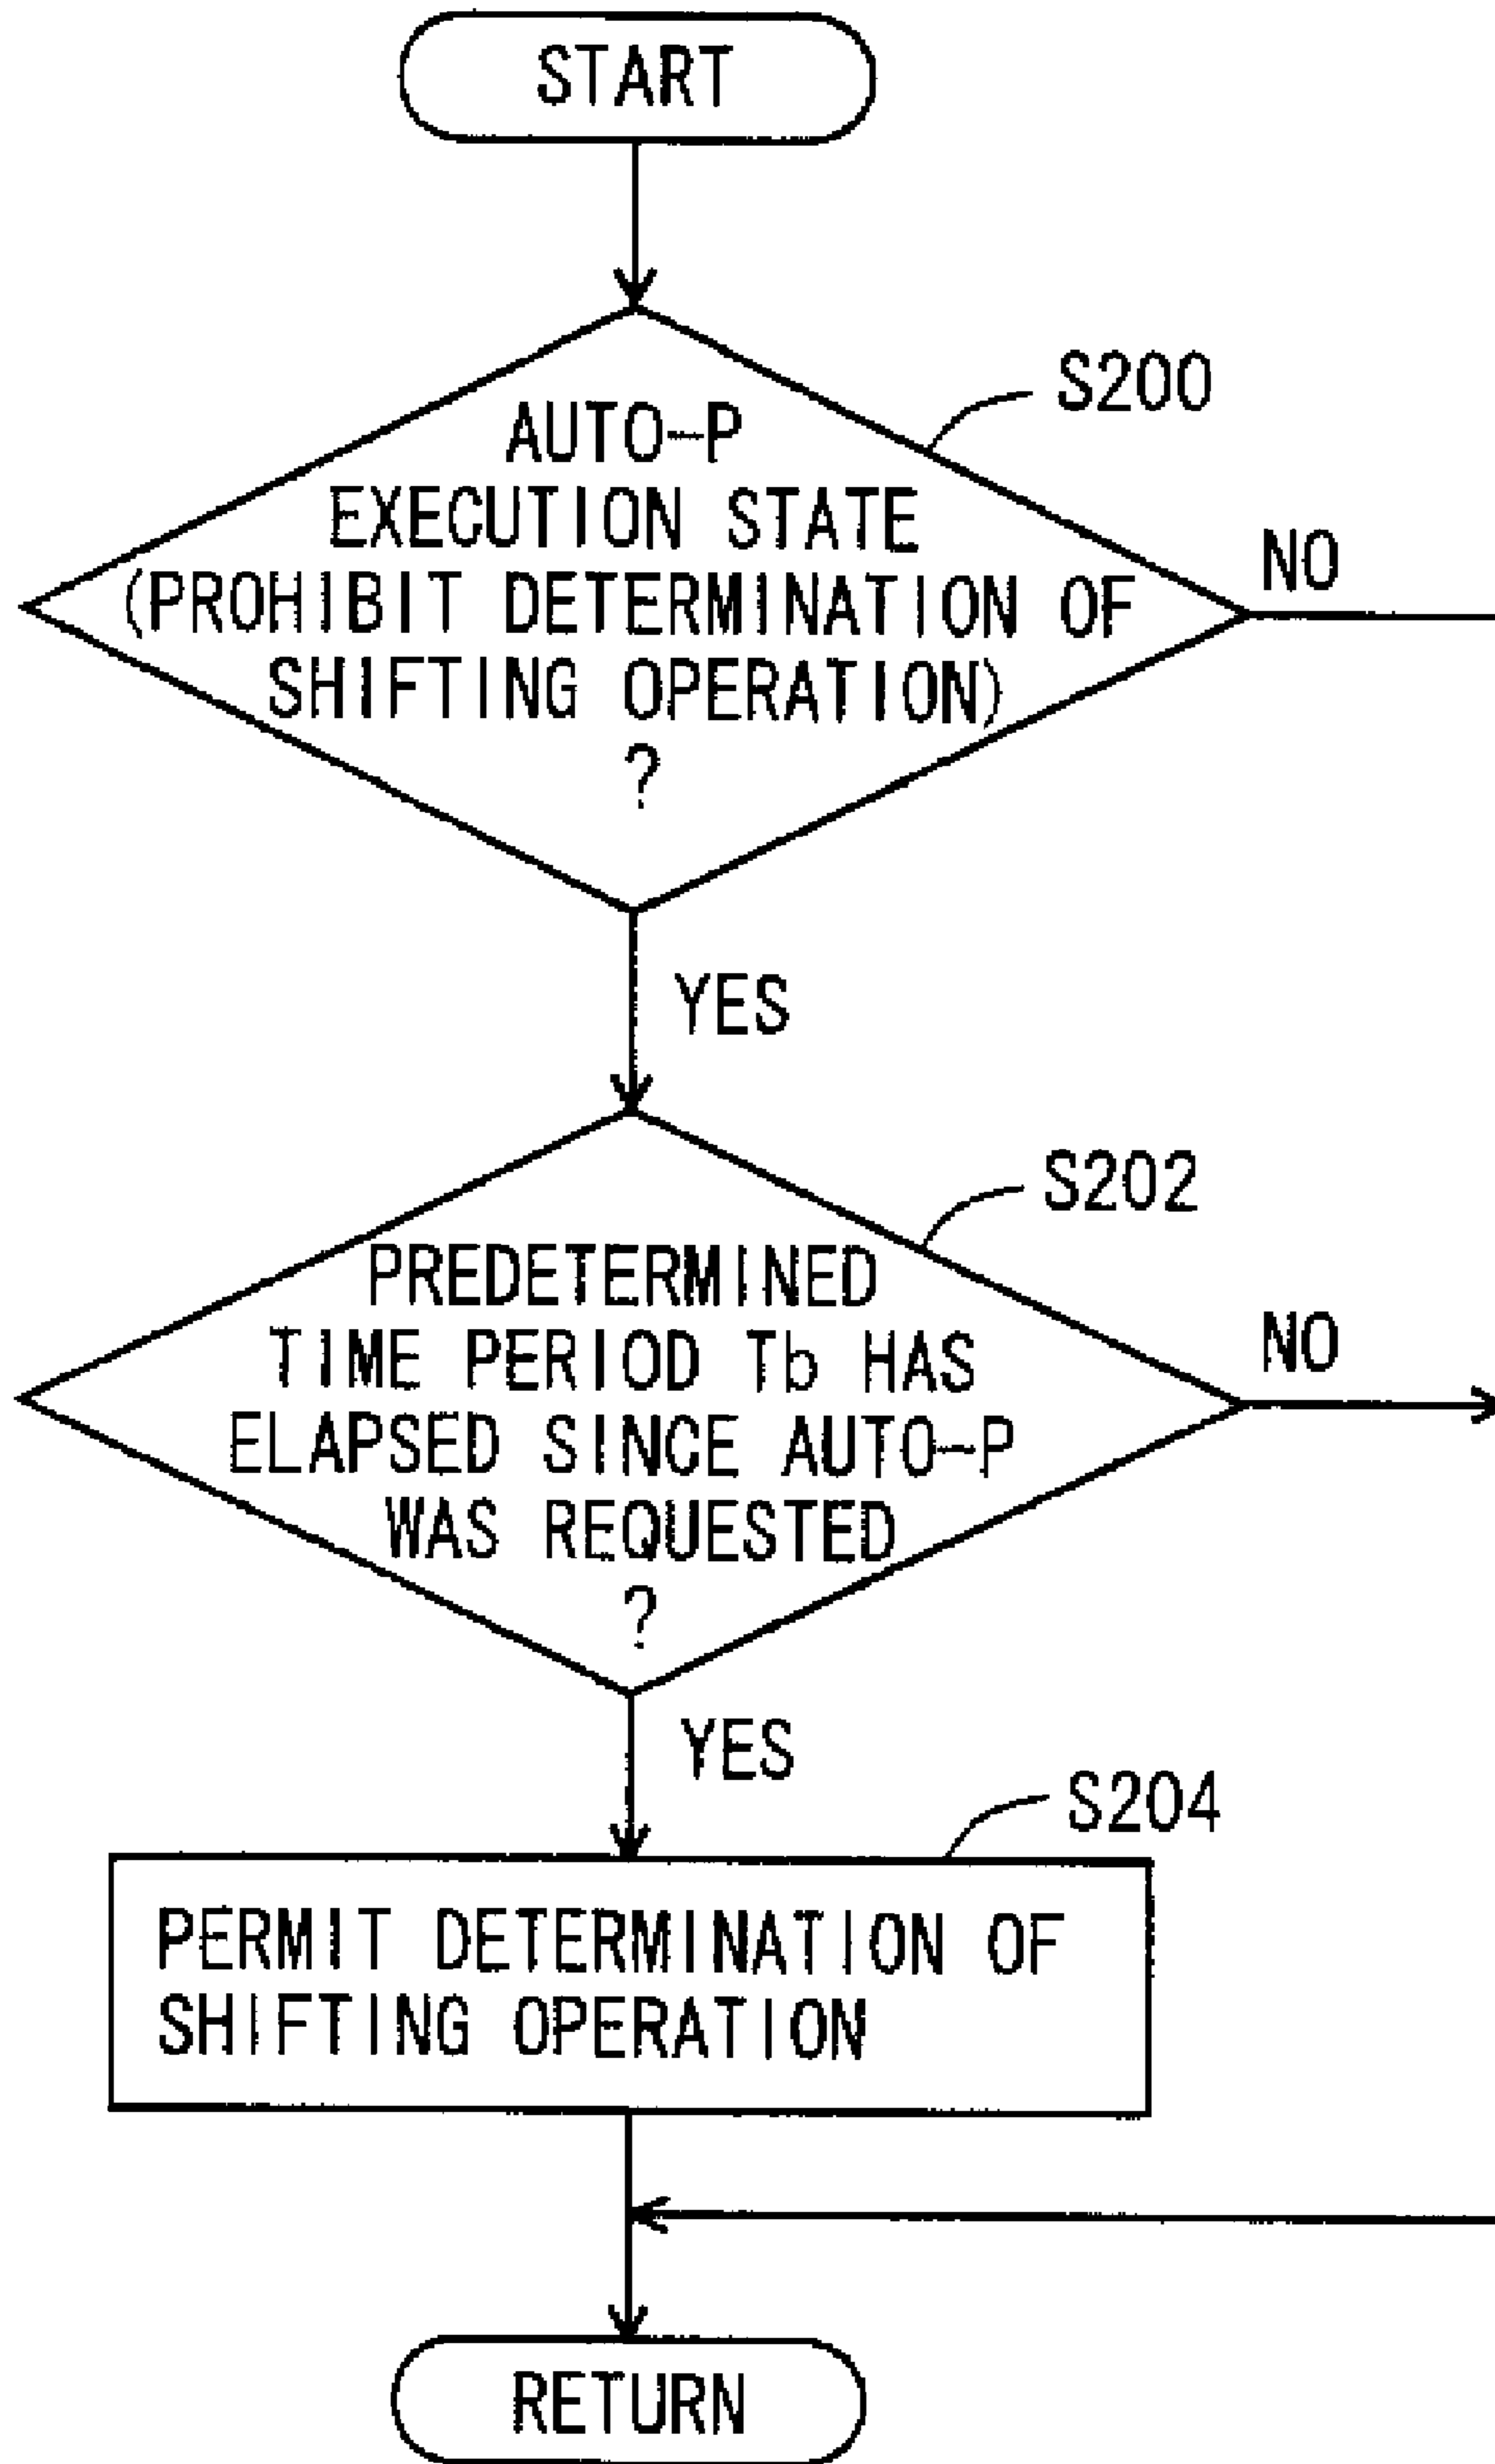 START
S200
AUTO-P
EXECUTION STATE
(PROHIBIT DETERMINATION OF
SHIFTING OPERATION)
?
NO
YES
S202
PREDETERMINED
TIME PERIOD Tb HAS
ELAPSED SINCE AUTO-P
WAS REQUESTED
?
NO
YES
S204
PERMIT DETERMINATION OF
SHIFTING OPERATION
RETURN